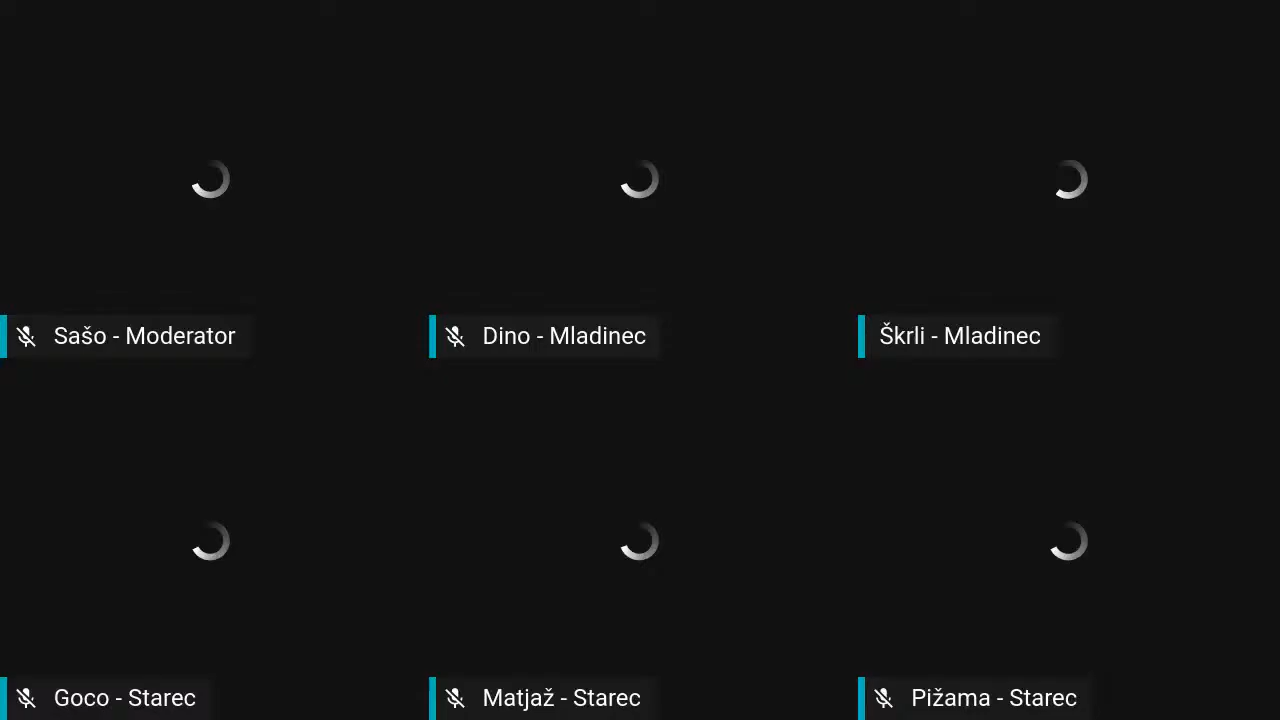 Sašo - Moderator
Dino - Mladinec
Škrli - Mladinec
Goco - Starec
Matjaž - Starec
Pižama - Starec